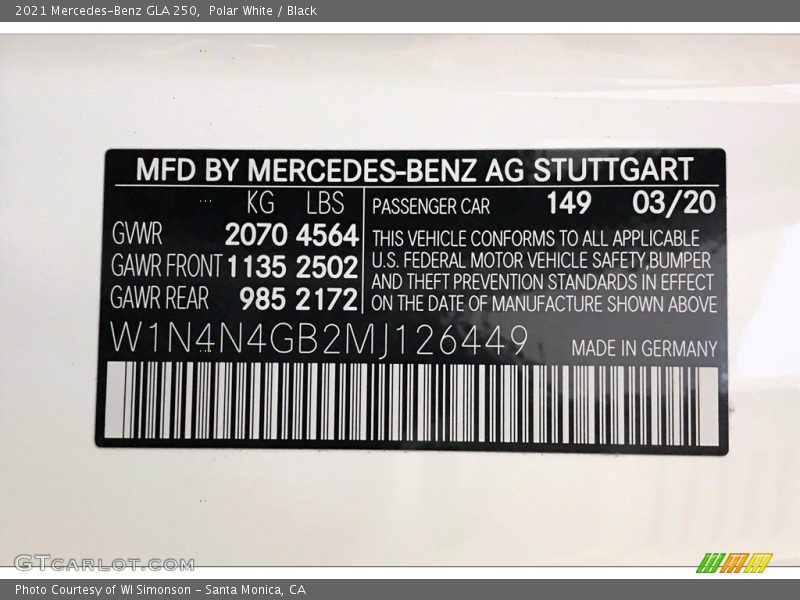 2021 Mercedes-Benz GLA 250,  Polar White / Black
MFD BY MERCEDES-BENZ AG STUTTGART
KG LBS
GVWR 2070 4564
GAWR FRONT 1135 2502
GAWR REAR 985 2172
PASSENGER CAR 149 03/20
THIS VEHICLE CONFORMS TO ALL APPLICABLE
U.S. FEDERAL MOTOR VEHICLE SAFETY,BUMPER
AND THEFT PREVENTION STANDARDS IN EFFECT
ON THE DATE OF MANUFACTURE SHOWN ABOVE
W1N4N4GB2MJ126449 MADE IN GERMANY
GTCARLOT.COM
Photo Courtesy of WI Simonson - Santa Monica, CA